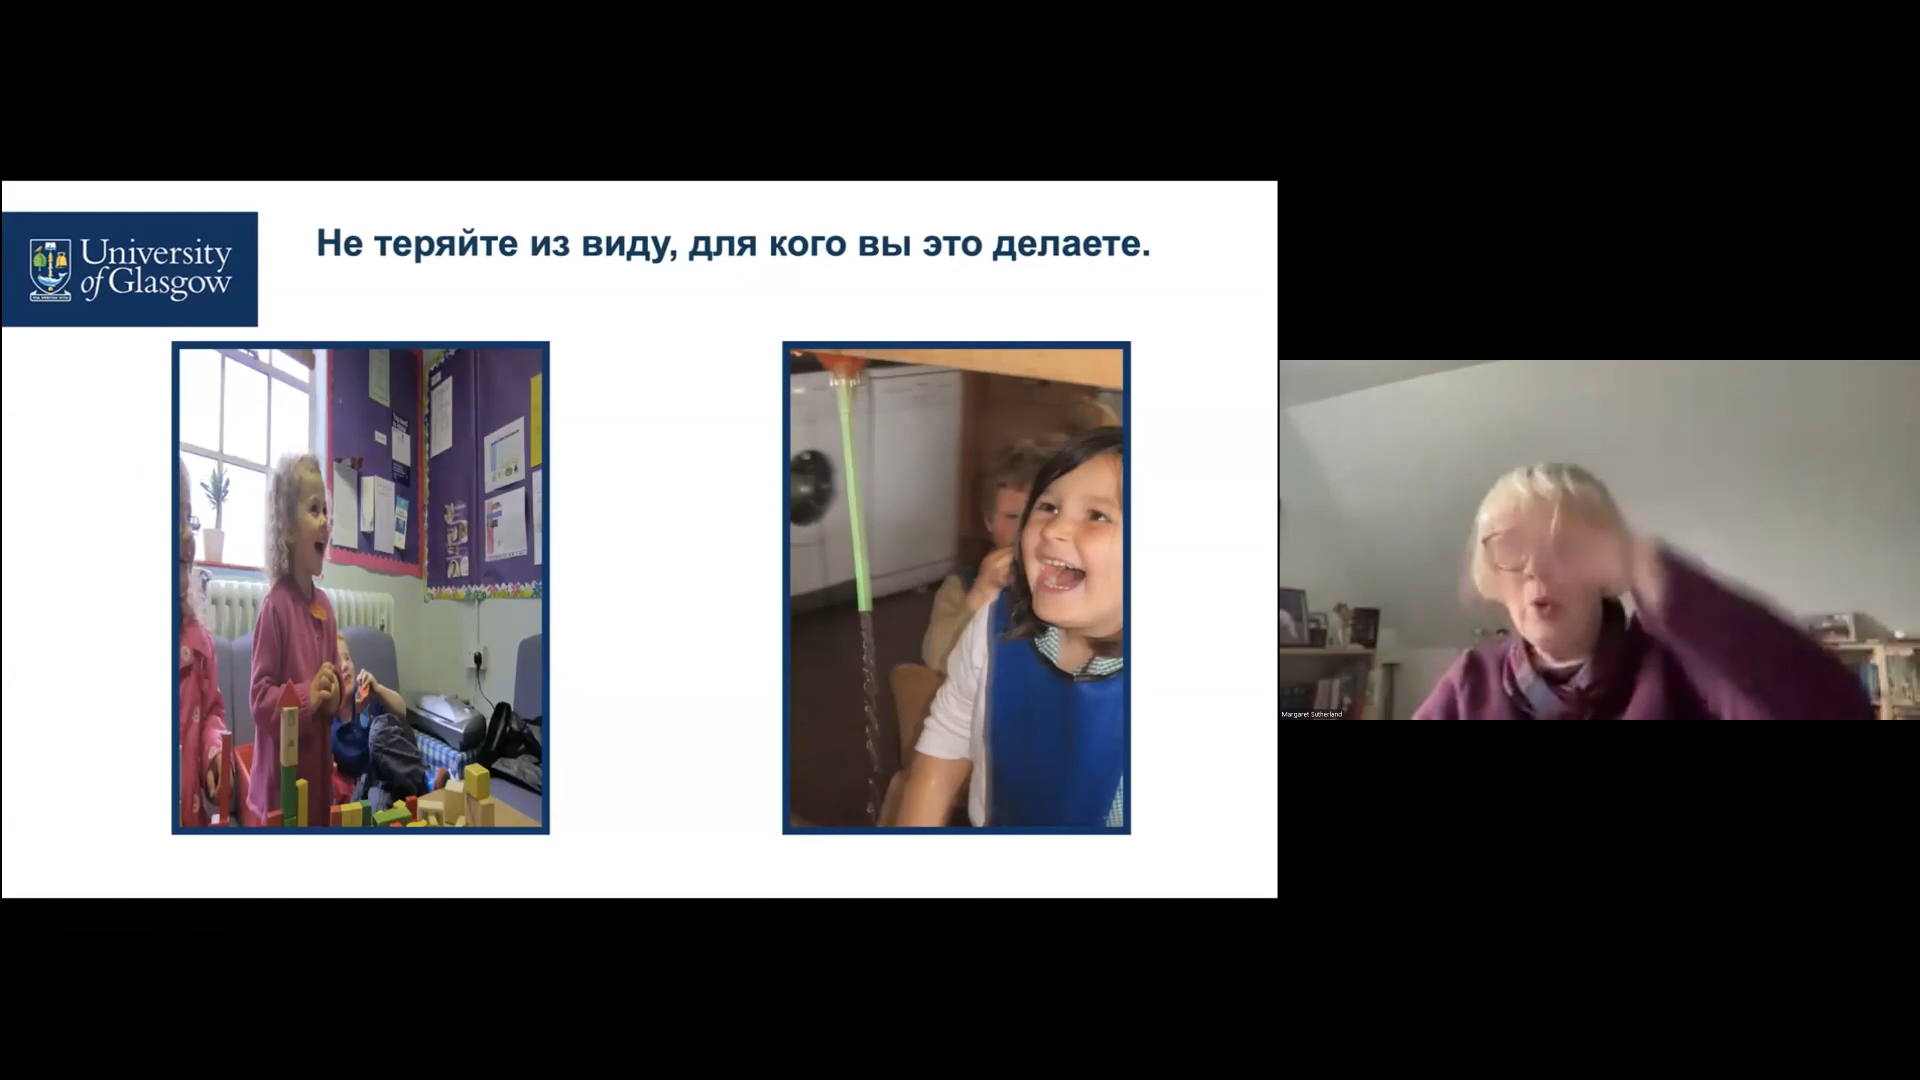 University
of Glasgow
Не теряйте из виду, для кого вы это делаете.
Margaret Sutherland